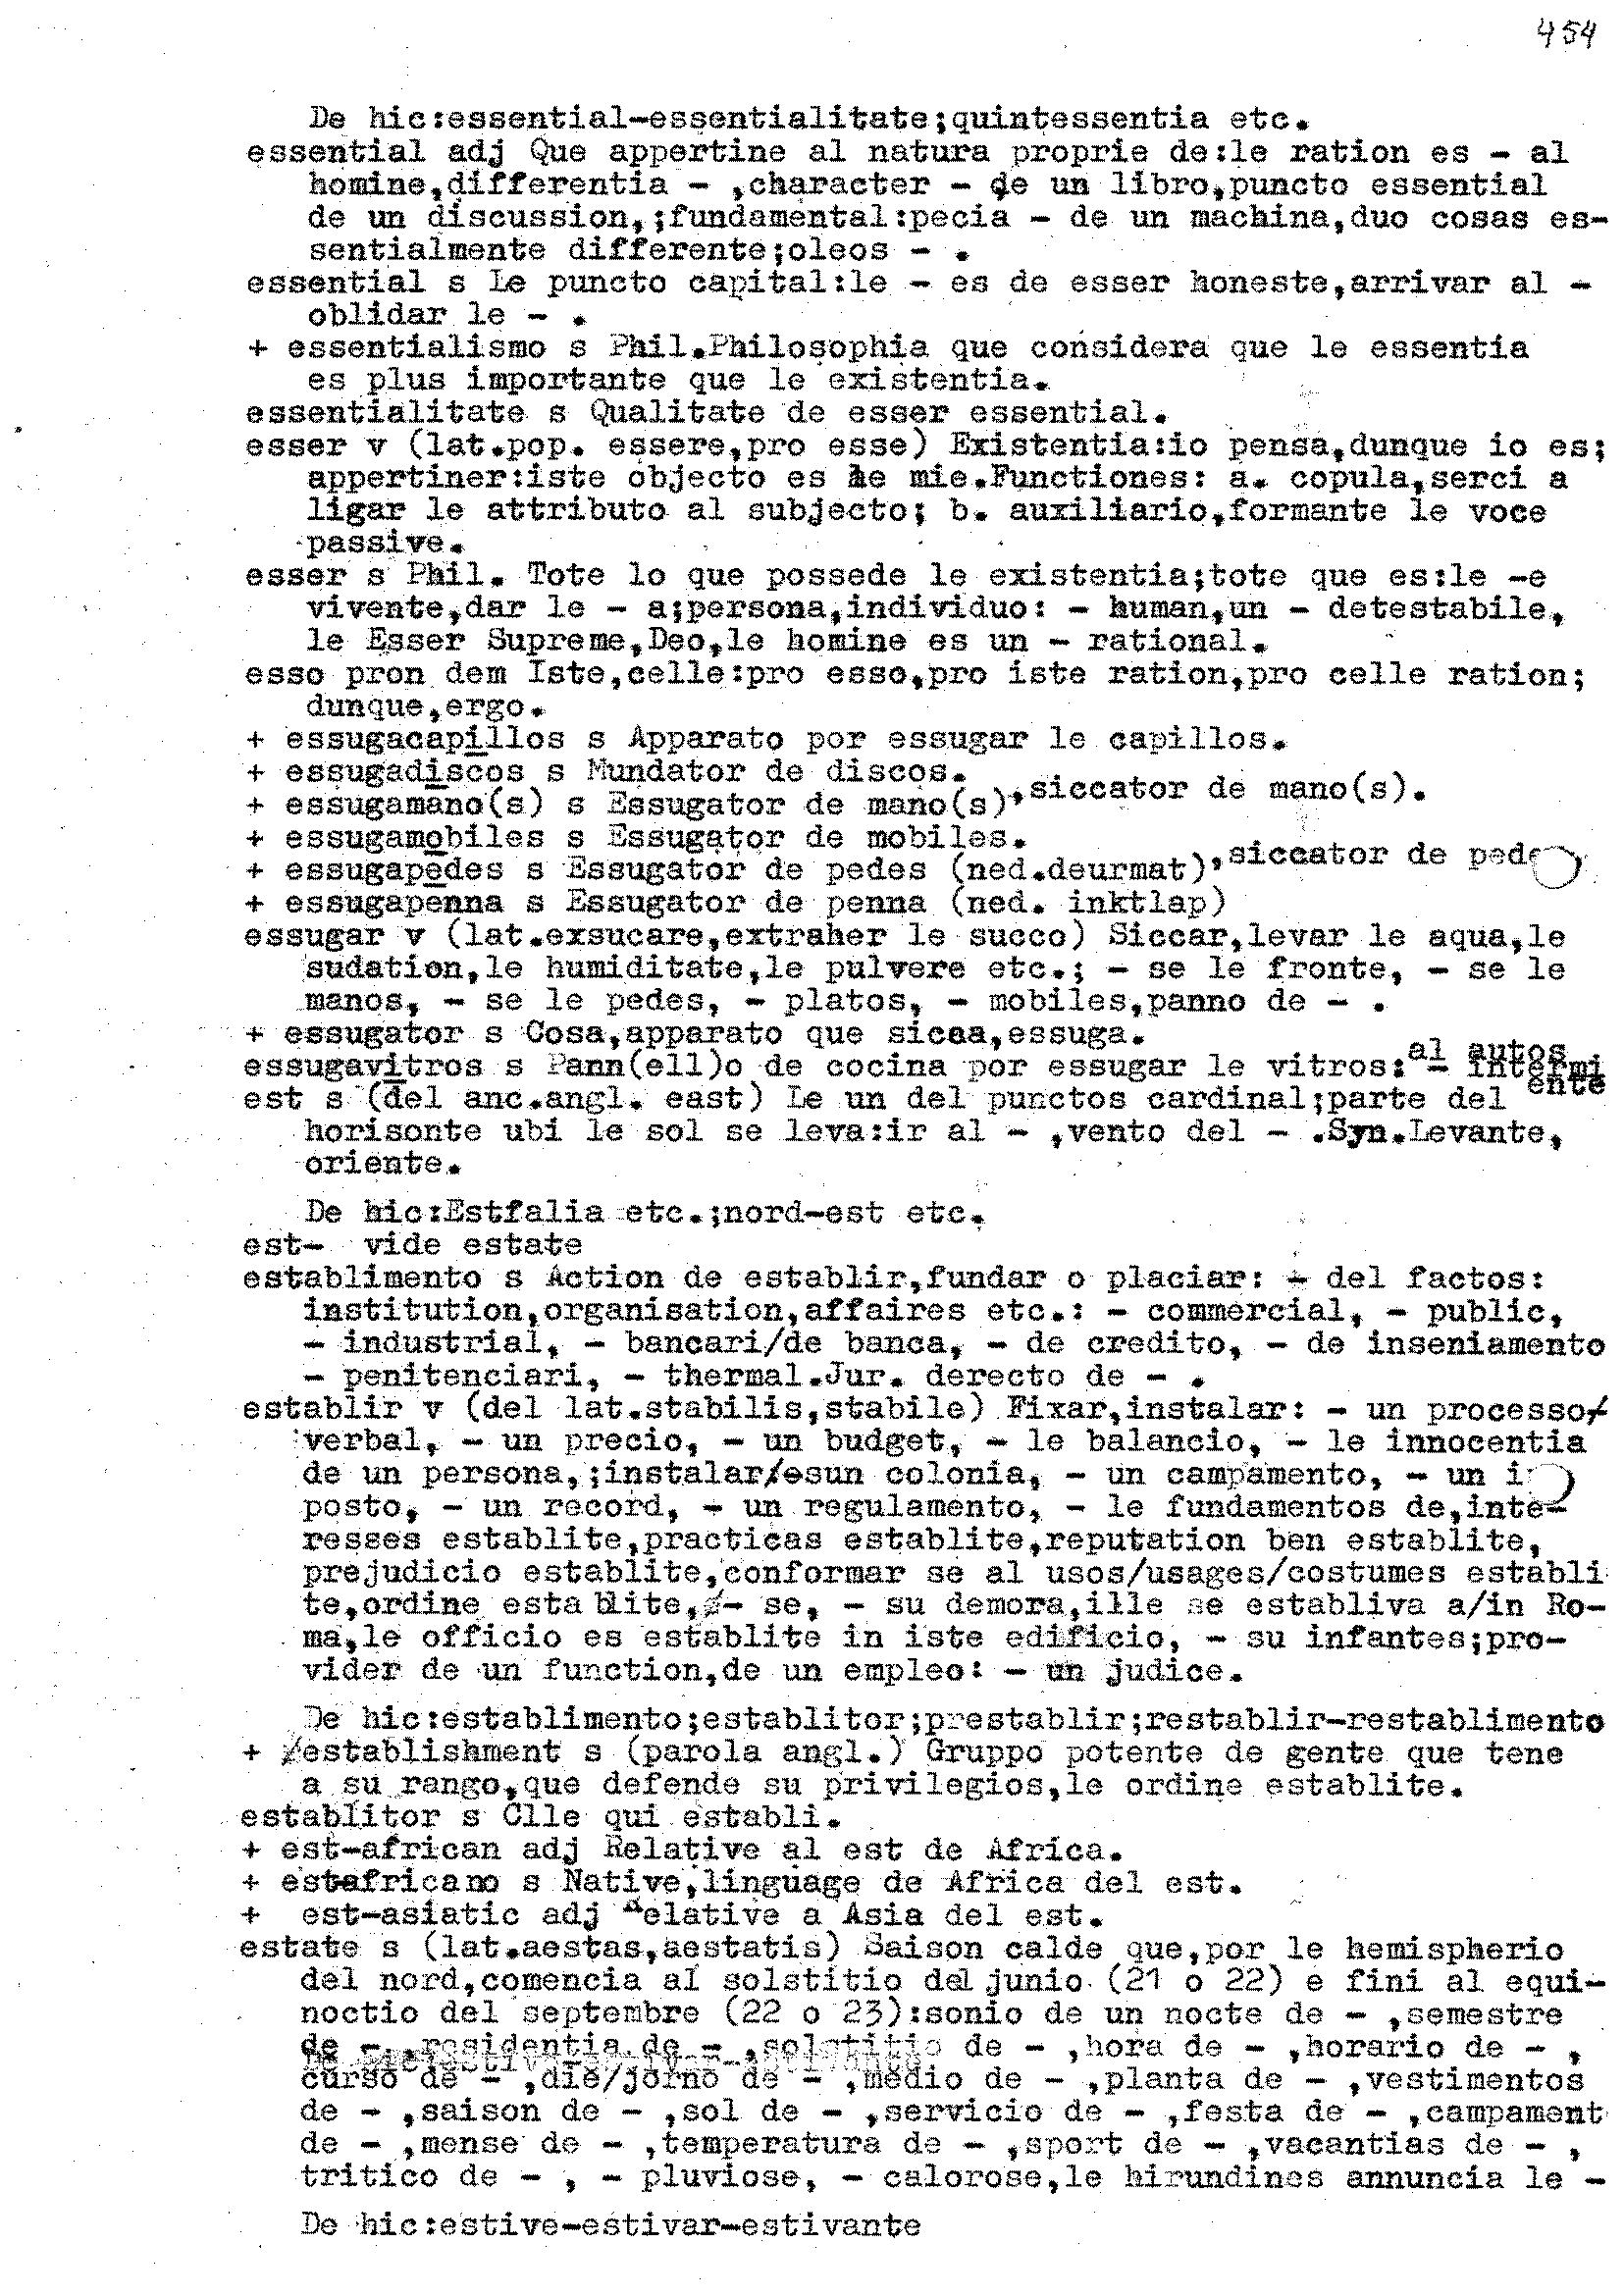 454
De hic:essential-essentialitate;quintessentia etc.
essential adj Que appertine al natura proprie de:le ration es - al
homine,differentia - ,character - de un libro,puncto essential
de un discussion,;fundamental:pecia - de un machina,duo cosas es-
sentialmente differente;oleos - .
essential s Le puncto capital:le - es de esser honeste,arrivar al -
oblidar le - .
+ essentialismo s Phil.Philosophia que considera que le essentia
es plus importante que le existentia.
essentialitate s Qualitate de esser essential.
esser v (lat.pop. essere,pro esse) Existentia:io pensa,dunque io es;
appertiner:iste objecto es le mie.Functiones: a. copula,serci a
ligar le attributo al subjecto; b. auxiliario,formante le voce
passive.
esser s Phil. Tote lo que possede le existentia;tote que es:le -e
vivente,dar le - a;persona,individuo: - human,un - detestabile,
le Esser Supreme,Deo,le homine es un - rational.
esso pron dem Iste,celle:pro esso,pro iste ration,pro celle ration;
dunque,ergo.
+ essugacapillos s Apparato por essugar le capillos.
+ essugadiscos s Mundator de discos.
+ essugamano(s) s Essugator de mano(s),siccator de mano(s).
+ essugamobiles s Essugator de mobiles.
+ essugapedes s Essugator de pedes (ned.deurmat),siccator de
+ essugapenna s Essugator de penna (ned. inktlap)
essugar v (lat.exsucare,extraher le succo) Siccar,levar le aqua,le
sudation,le humiditate,le pulvere etc.; - se le fronte, - se le
manos, - se le pedes, - platos, - mobiles,panno de - .
+ essugator s Cosa,apparato que sicca,essuga.
essugavitros s Pann(ell)o de cocina por essugar le vitros: - intermi
al autos
ente
est s (del anc.angl. east) Le un del punctos cardinal;parte del
horisonte ubi le sol se leva:ir al - ,vento del - .Syn.Levante,
oriente.
De hic:Estfalia etc.;nord-est etc.
est-  vide estate
establimento s Action de establir,fundar o placiar: - del factos:
institution,organisation,affaires etc.: - commercial, - public,
- industrial, - bancari/de banca, - de credito, - de inseniamento
- penitenciari, - thermal.Jur. derecto de - .
establir v (del lat.stabilis,stabile) Fixar,instalar: - un processo/
verbal, - un precio, - un budget, - le balancio, - le innocentia
de un persona,;instalar/esun colonia, - un campamento, - un
posto, - un record, - un regulamento, - le fundamentos de,inte-
resses establite,practicas establite,reputation ben establite,
prejudicio establite,conformar se al usos/usages/costumes establi
te,ordine esta blite, - se, - su demora,ille se establiva a/in Ro-
ma,le officio es establite in iste edificio, - su infantes;pro-
vider de un function,de un empleo: - un judice.
De hic:establimento;establitor;prestablir;restablir-restablimento
+ /establishment s (parola angl.) Gruppo potente de gente que tene
a su rango,que defende su privilegios,le ordine establite.
establitor s Clle qui establi.
+ est-african adj Relative al est de Africa.
+ estafricano s Native,linguage de Africa del est.
+  est-asiatic adj Relative a Asia del est.
estate s (lat.aestas,aestatis) Saison calde que,por le hemispherio
del nord,comencia al solstitio del junio (21 o 22) e fini al equi-
noctio del septembre (22 o 23):sonio de un nocte de - ,semestre
de - ,residentia de - ,solstitio de - ,hora de - ,horario de - ,
curso de - ,die/jorno de - ,medio de - ,planta de - ,vestimentos
de - ,saison de - ,sol de - ,servicio de - ,festa de - ,campament
de - ,mense de - ,temperatura de - ,sport de - ,vacantias de - ,
tritico de - , - pluviose, - calorose,le hirundines annuncia le -
De hic:estive-estivar-estivante